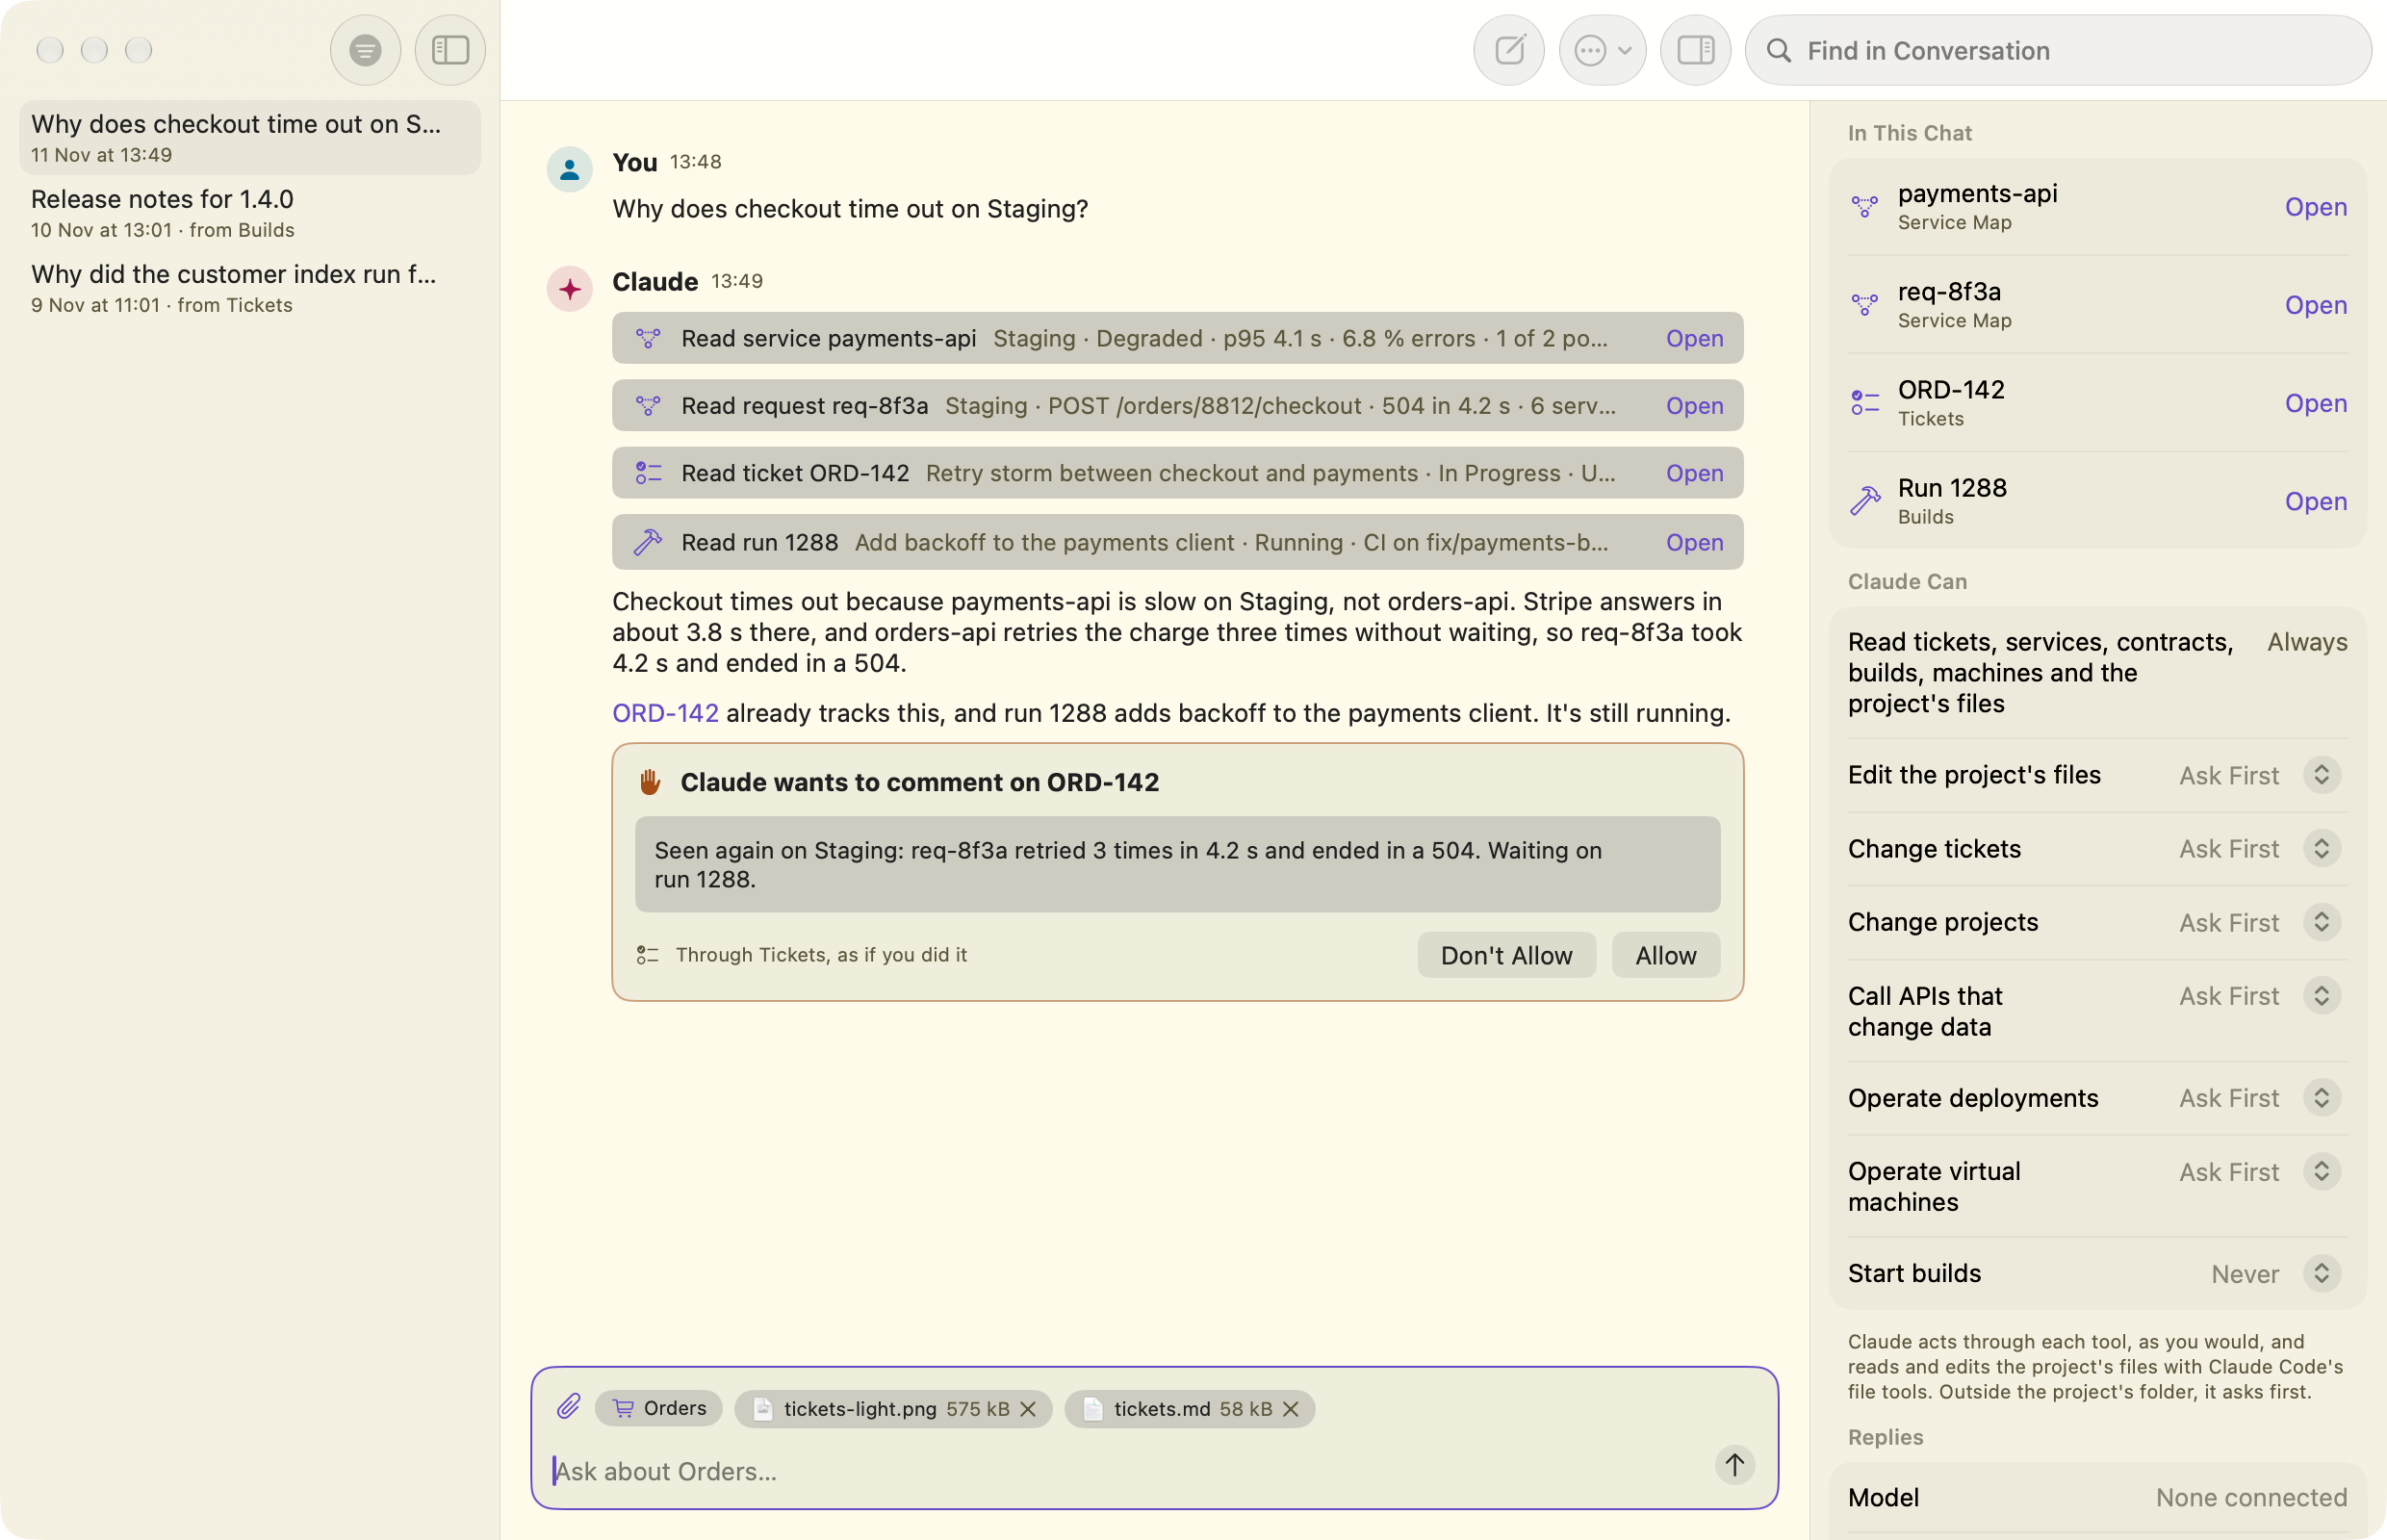 Find in Conversation
Why does checkout time out on S...
11 Nov at 13:49
Release notes for 1.4.0
10 Nov at 13:01 · from Builds
Why did the customer index run f...
9 Nov at 11:01 · from Tickets
You 13:48
Why does checkout time out on Staging?
Claude 13:49
Read service payments-api Staging · Degraded · p95 4.1 s · 6.8 % errors · 1 of 2 po... Open
Read request req-8f3a Staging · POST /orders/8812/checkout · 504 in 4.2 s · 6 serv... Open
Read ticket ORD-142 Retry storm between checkout and payments · In Progress · U... Open
Read run 1288 Add backoff to the payments client · Running · CI on fix/payments-b... Open
Checkout times out because payments-api is slow on Staging, not orders-api. Stripe answers in
about 3.8 s there, and orders-api retries the charge three times without waiting, so req-8f3a took
4.2 s and ended in a 504.
ORD-142 already tracks this, and run 1288 adds backoff to the payments client. It's still running.
Claude wants to comment on ORD-142
Seen again on Staging: req-8f3a retried 3 times in 4.2 s and ended in a 504. Waiting on
run 1288.
Through Tickets, as if you did it
Don't Allow
Allow
Orders
tickets-light.png 575 kB
tickets.md 58 kB
Ask about Orders...
In This Chat
payments-api
Service Map
Open
req-8f3a
Service Map
Open
ORD-142
Tickets
Open
Run 1288
Builds
Open
Claude Can
Read tickets, services, contracts, Always
builds, machines and the
project's files
Edit the project's files Ask First
Change tickets Ask First
Change projects Ask First
Call APIs that Ask First
change data
Operate deployments Ask First
Operate virtual Ask First
machines
Start builds Never
Claude acts through each tool, as you would, and
reads and edits the project's files with Claude Code's
file tools. Outside the project's folder, it asks first.
Replies
Model None connected